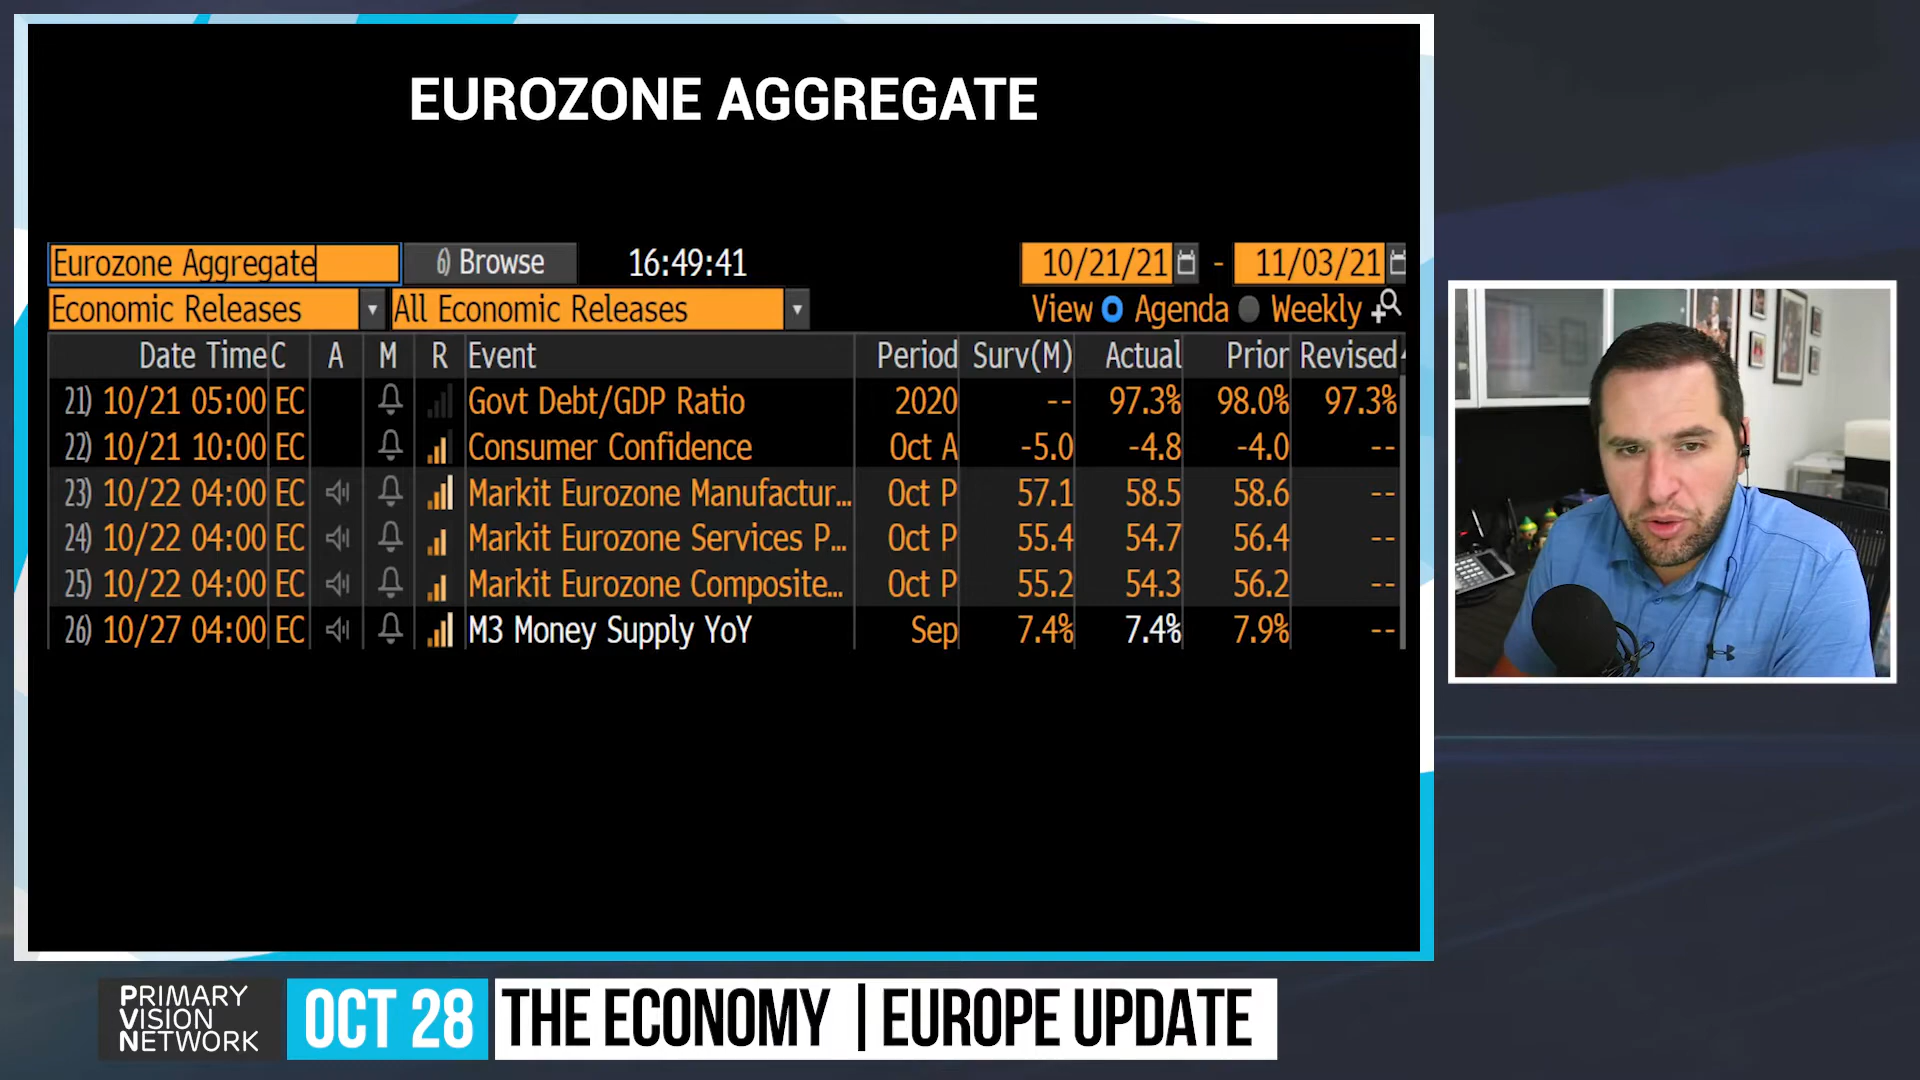 EUROZONE AGGREGATE
Eurozone Aggregate 6) Browse 16:49:41 10/21/21 - 11/03/21
Economic Releases All Economic Releases View Agenda Weekly
Date Time C A M R Event Period Surv(M) Actual Prior Revised
21) 10/21 05:00 EC Govt Debt/GDP Ratio 2020 -- 97.3% 98.0% 97.3%
22) 10/21 10:00 EC Consumer Confidence Oct A -5.0 -4.8 -4.0 --
23) 10/22 04:00 EC Markit Eurozone Manufactur... Oct P 57.1 58.5 58.6 --
24) 10/22 04:00 EC Markit Eurozone Services P... Oct P 55.4 54.7 56.4 --
25) 10/22 04:00 EC Markit Eurozone Composite... Oct P 55.2 54.3 56.2 --
26) 10/27 04:00 EC M3 Money Supply YoY Sep 7.4% 7.4% 7.9% --
PRIMARY
VISION
NETWORK
OCT 28 THE ECONOMY | EUROPE UPDATE